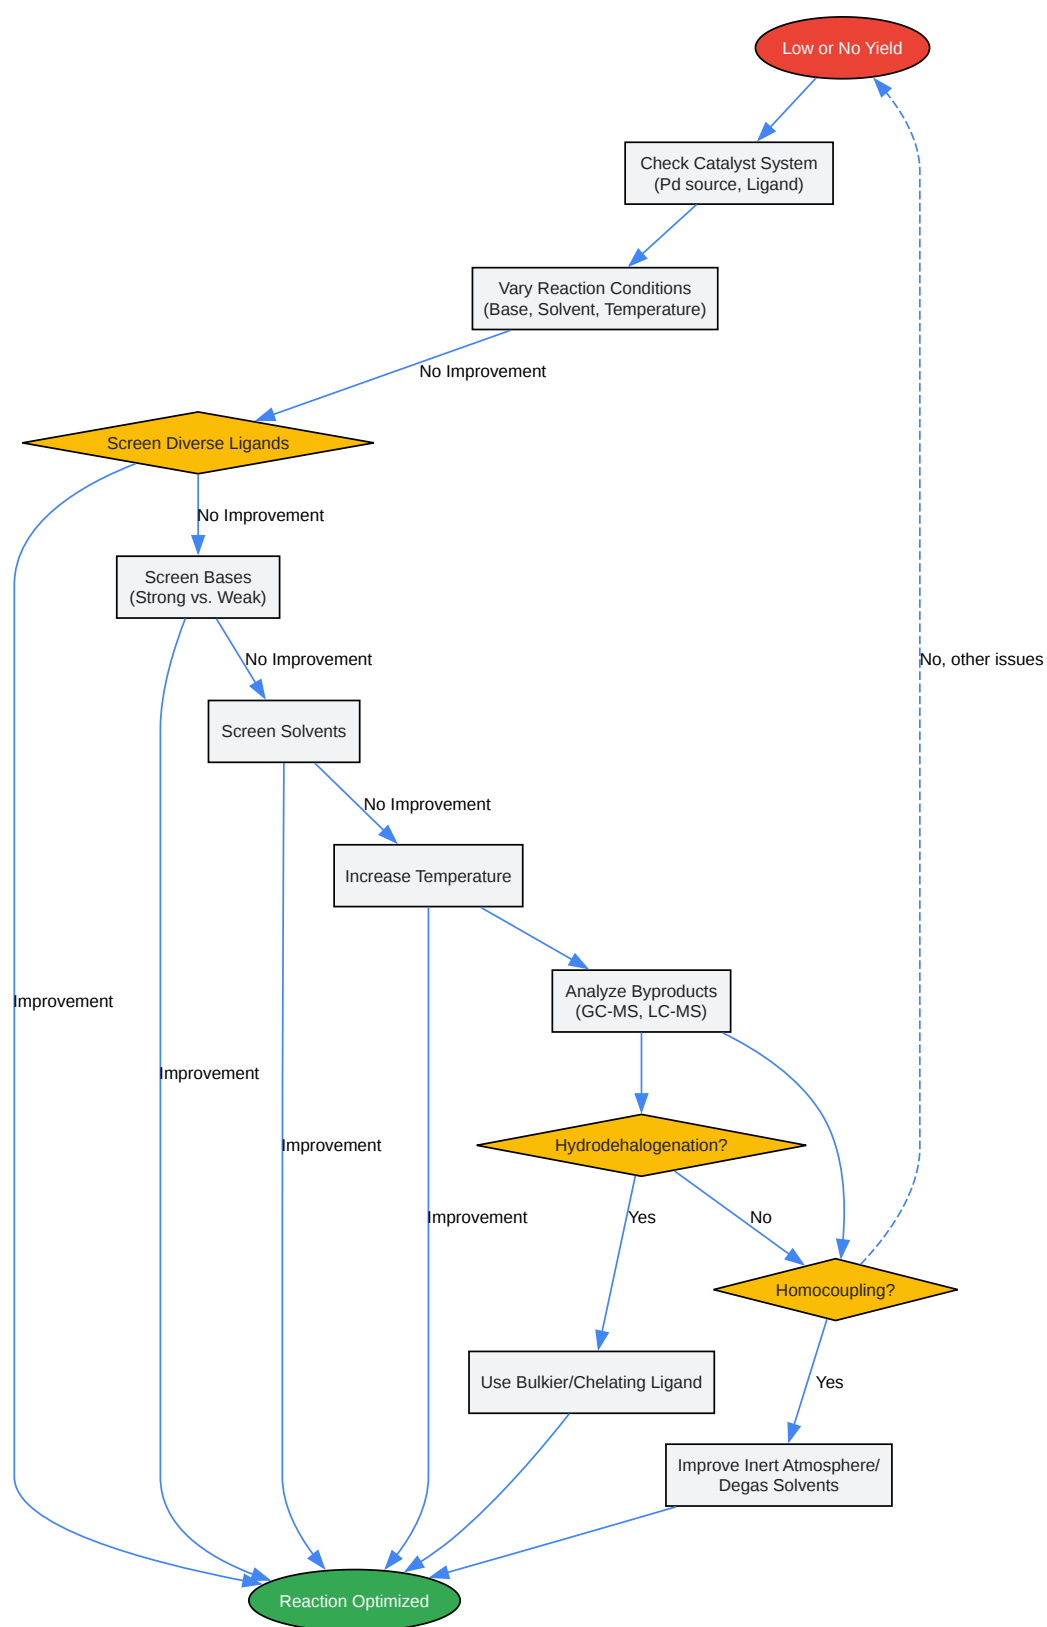 Low or No Yield
Check Catalyst System
(Pd source, Ligand)
Vary Reaction Conditions
(Base, Solvent, Temperature)
No Improvement
Screen Diverse Ligands
No Improvement
Screen Bases
(Strong vs. Weak)
No Improvement
No, other issues
Screen Solvents
No Improvement
Increase Temperature
Analyze Byproducts
(GC-MS, LC-MS)
Improvement
Improvement
Improvement
Hydrodehalogenation?
Improvement
Yes
No
Homocoupling?
Use Bulkier/Chelating Ligand
Yes
Improve Inert Atmosphere/
Degas Solvents
Reaction Optimized